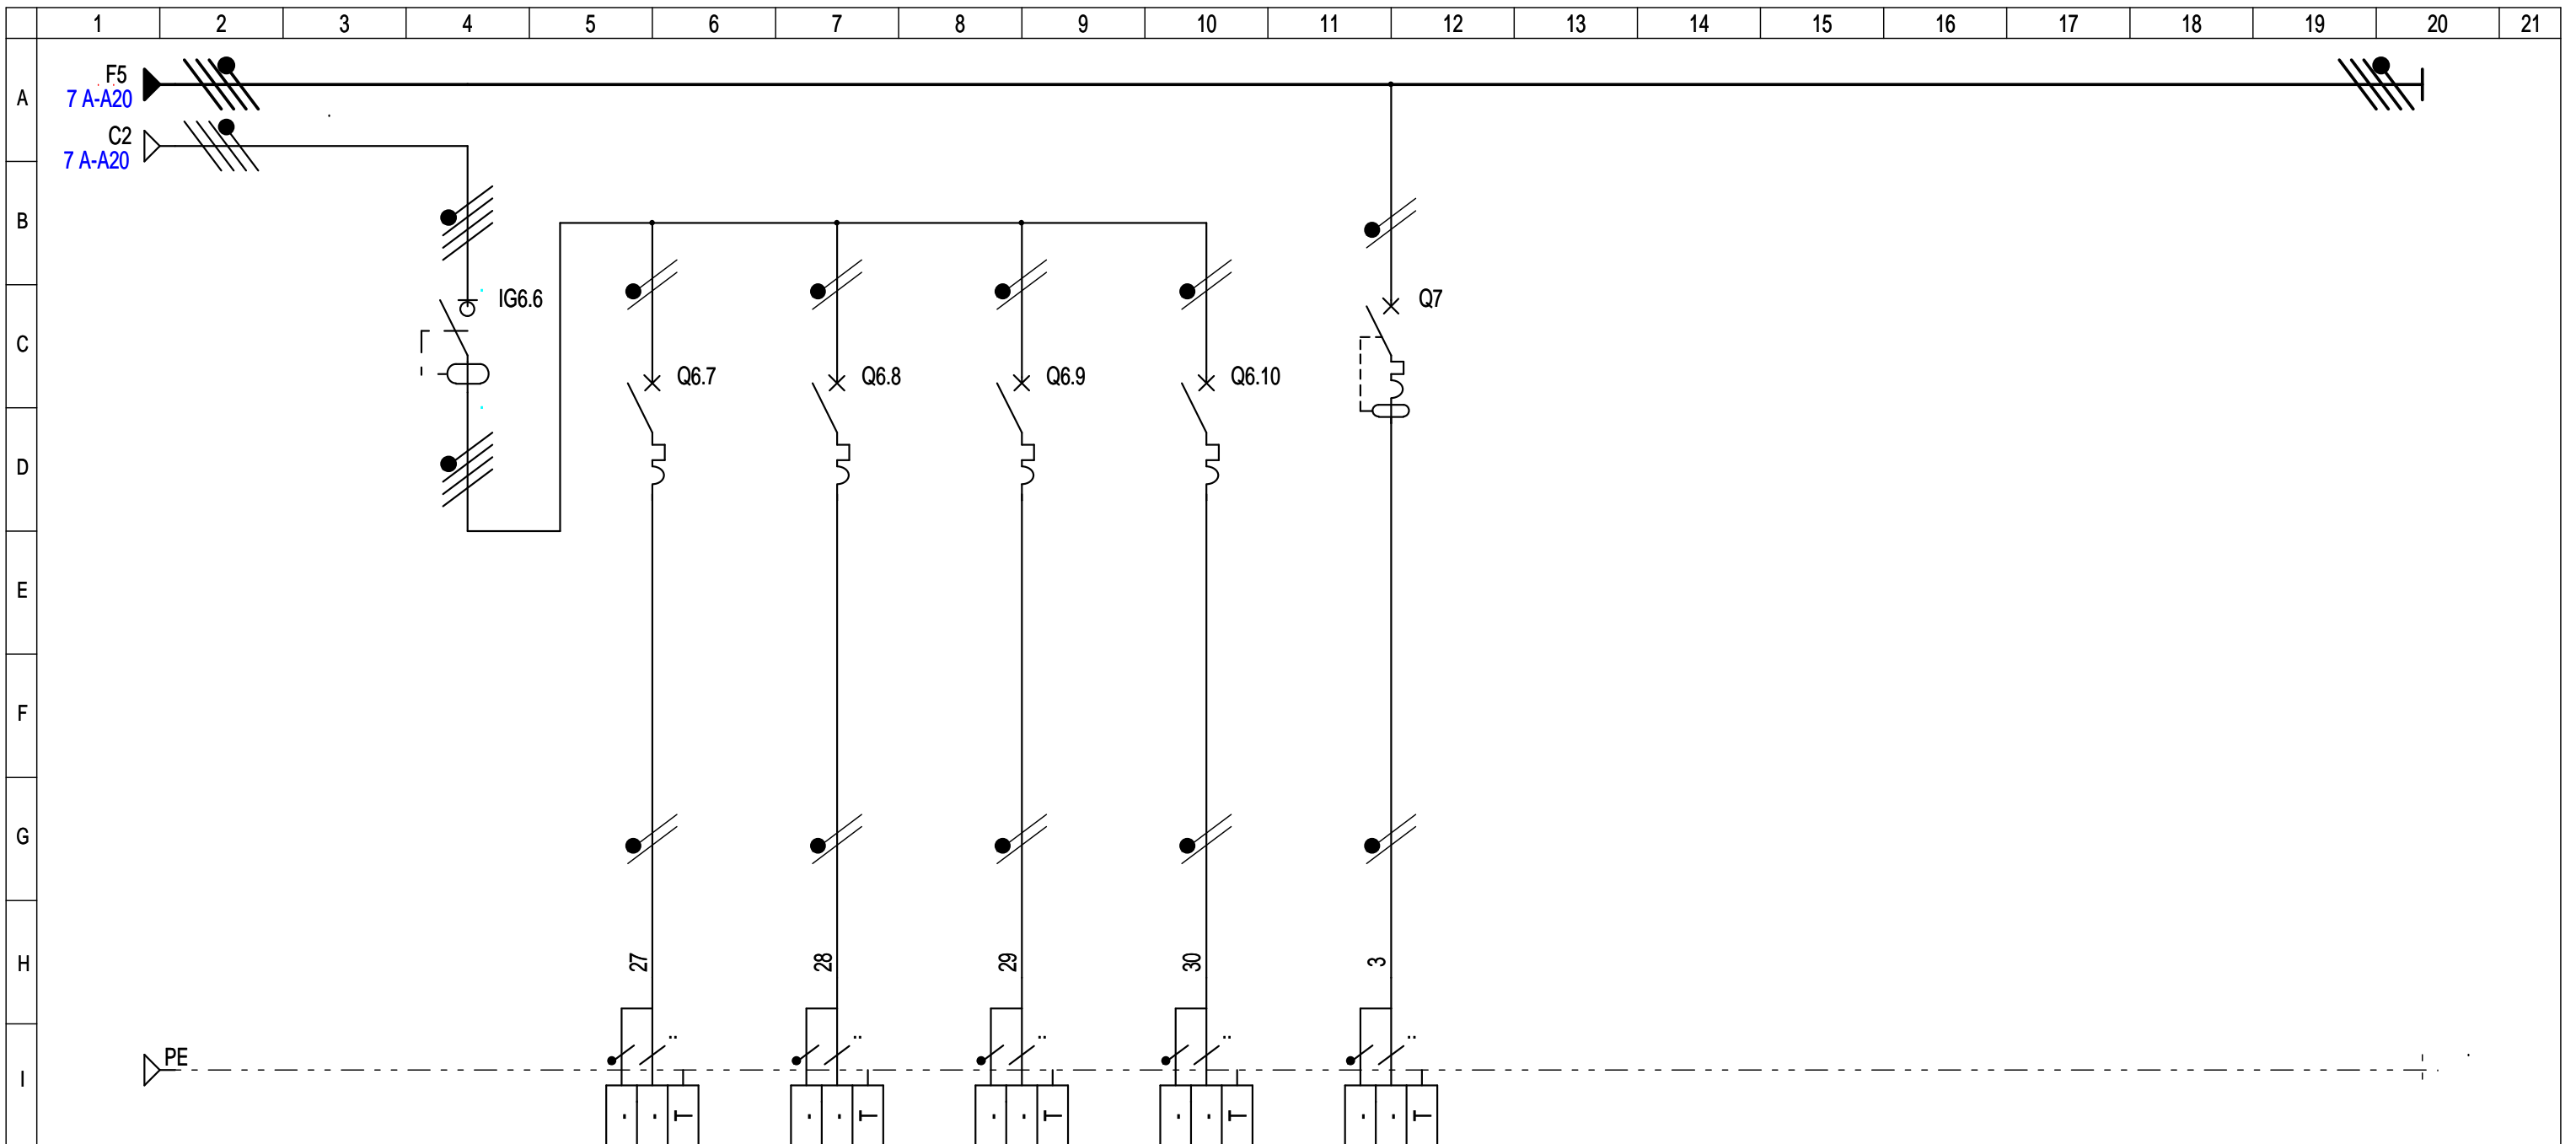 1 2 3 4 5 6 7 8 9 10 11 12 13 14 15 16 17 18 19 20 21
A
F5
7 A-A20
C2
7 A-A20
B
IG6.6
Q7
C
Q6.7 Q6.8 Q6.9 Q6.10
D
E
F
G
H
27 28 29 30 3
PE
I
- - T - - T - - T - - T - - T